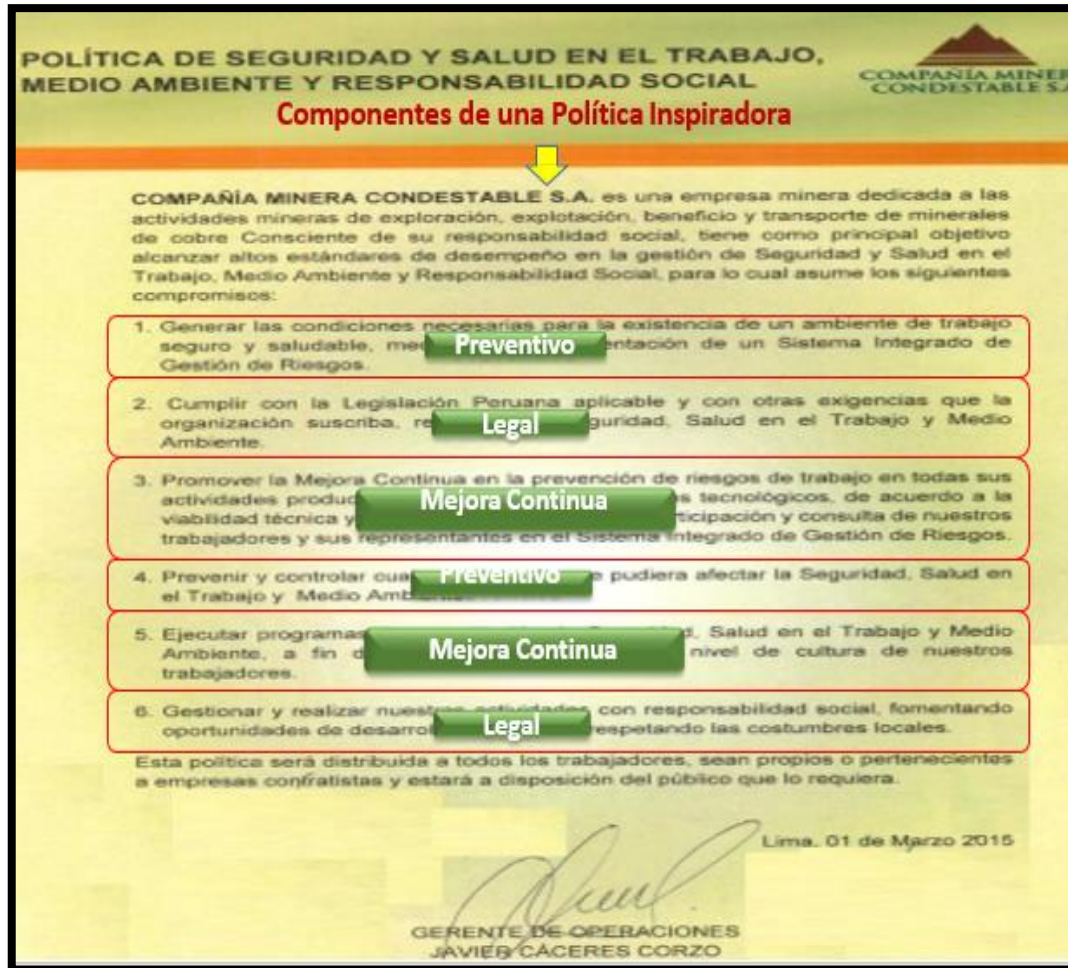 POLÍTICA DE SEGURIDAD Y SALUD EN EL TRABAJO,
MEDIO AMBIENTE Y RESPONSABILIDAD SOCIAL
COMPAÑÍA MINER
CONDESTABLE S.A
Componentes de una Política Inspiradora
COMPAÑÍA MINERA CONDESTABLE S.A. es una empresa minera dedicada a las
actividades mineras de exploración, explotación, beneficio y transporte de minerales
de cobre Consciente de su responsabilidad social, tiene como principal objetivo
alcanzar altos estándares de desempeño en la gestión de Seguridad y Salud en el
Trabajo, Medio Ambiente y Responsabilidad Social, para lo cual asume los siguientes
compromisos:
1. Generar las condiciones necesarias para la existencia de un ambiente de trabajo
seguro y saludable, Preventivo de un Sistema Integrado de
Gestión de Riesgos.
2. Cumplir con la Legislación Peruana aplicable y con otras exigencias que la
organización suscriba, Legal Salud en el Trabajo y Medio
Ambiente.
3. Promover la Mejora Continua en la prevención de riesgos de trabajo en todas sus
actividades Mejora Continua tecnológicos, de acuerdo a la
viabilidad técnica y consulta de nuestros
trabajadores y sus representantes en el Sistema Integrado de Gestión de Riesgos.
4. Prevenir y controlar Preventivo pudiera afectar la Seguridad, Salud en
el Trabajo y Medio
5. Ejecutar programas Salud en el Trabajo y Medio
Ambiente, a fin Mejora Continua nivel de cultura de nuestros
trabajadores.
6. Gestionar y realizar con responsabilidad social, fomentando
oportunidades de Legal respetando las costumbres locales.
Esta política será distribuida a todos los trabajadores, sean propios o pertenecientes
a empresas contratistas y estará a disposición del público que lo requiera.
Lima, 01 de Marzo 2015
GERENTE DE OPERACIONES
JAVIER CÁCERES CORZO